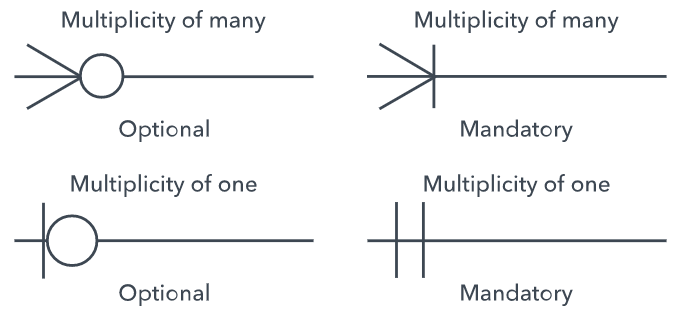 Multiplicity of many
Multiplicity of many
Optional
Mandatory
Multiplicity of one
Multiplicity of one
Optional
Mandatory